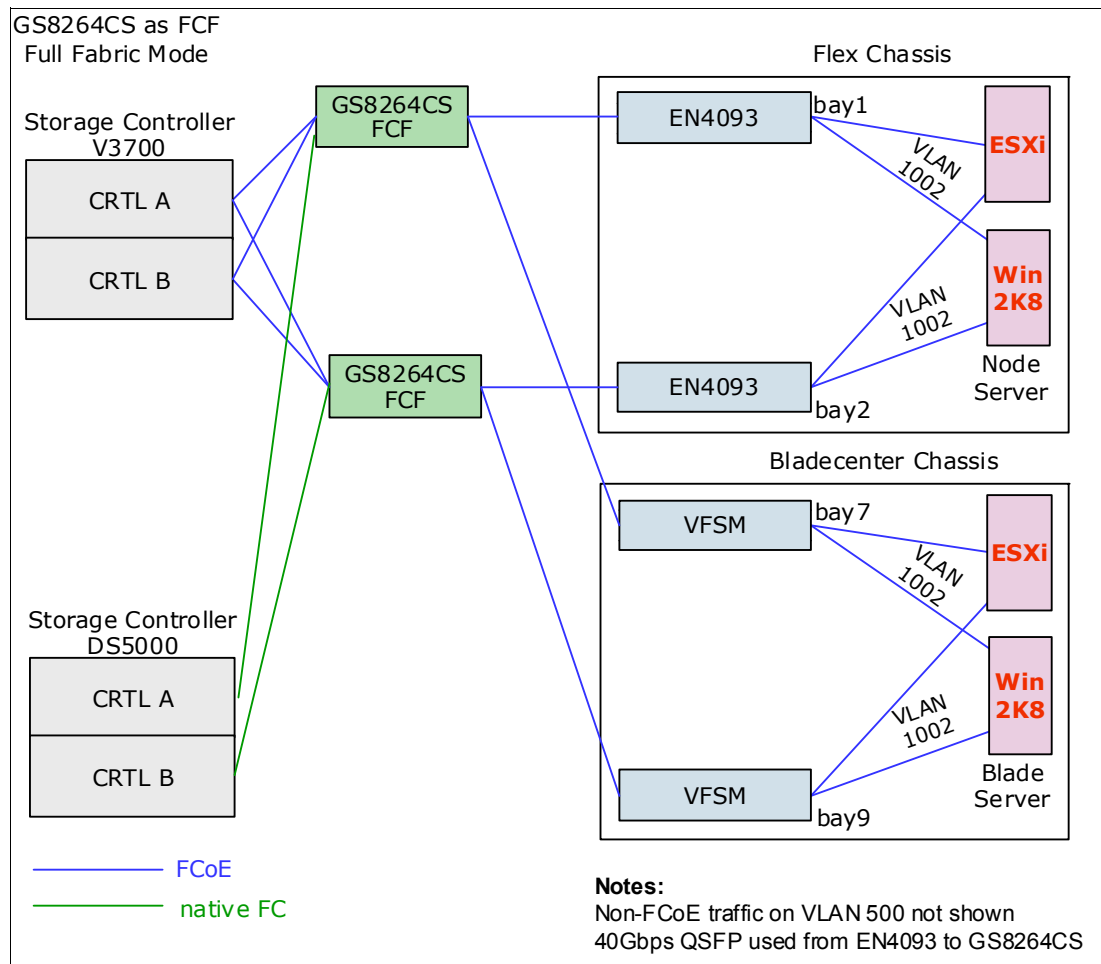 GS8264CS as FCF
Full Fabric Mode
Storage Controller
V3700
CRTL A
CRTL B
GS8264CS
FCF
GS8264CS
FCF
Storage Controller
DS5000
CRTL A
CRTL B
Flex Chassis
EN4093
bay1
VLAN
1002
ESXi
Win
2K8
VLAN
1002
EN4093
bay2
Node
Server
Bladecenter Chassis
VFSM
bay7
VLAN
1002
ESXi
Win
2K8
VLAN
1002
VFSM
bay9
Blade
Server
FCoE
native FC
Notes:
Non-FCoE traffic on VLAN 500 not shown
40Gbps QSFP used from EN4093 to GS8264CS